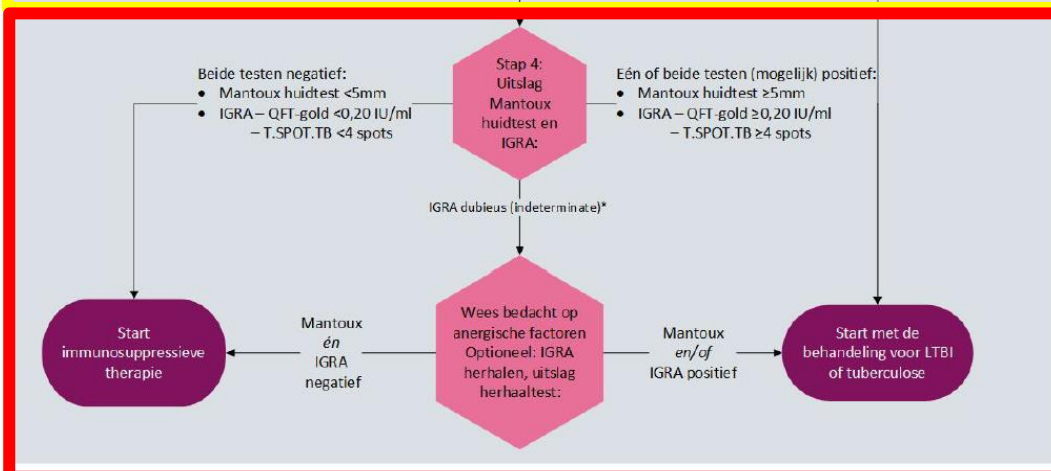 Stap 4:
Uitslag
Mantoux
huidtest en
IGRA:
Beide testen negatief:
• Mantoux huidtest <5mm
• IGRA – QFT-gold <0,20 IU/ml
– T.SPOT.TB <4 spots
Eén of beide testen (mogelijk) positief:
• Mantoux huidtest ≥5mm
• IGRA – QFT-gold ≥0,20 IU/ml
– T.SPOT.TB ≥4 spots
IGRA dubieus (indeterminate)*
Wees bedacht op
anergische factoren
Optioneel: IGRA
herhalen, uitslag
herhaaltest:
Mantoux
én
IGRA
negatief
Start
immunosuppressieve
therapie
Mantoux
en/of
IGRA positief
Start met de
behandeling voor LTBI
of tuberculose